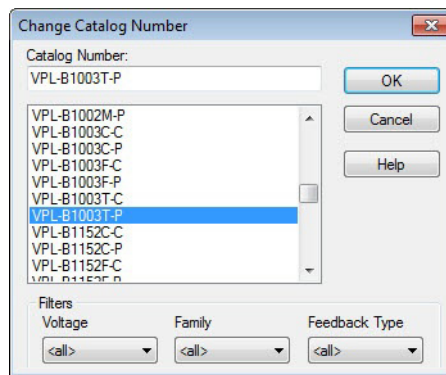 Change Catalog Number
Catalog Number:
VPL-B1003T-P
OK
VPL-B1002M-P
VPL-B1003C-C
VPL-B1003C-P
VPL-B1003F-C
VPL-B1003F-P
VPL-B1003T-C
VPL-B1003T-P
VPL-B1152C-C
VPL-B1152C-P
VPL-B1152F-C
Cancel
Help
Filters
Voltage Family Feedback Type
<all> <all> <all>